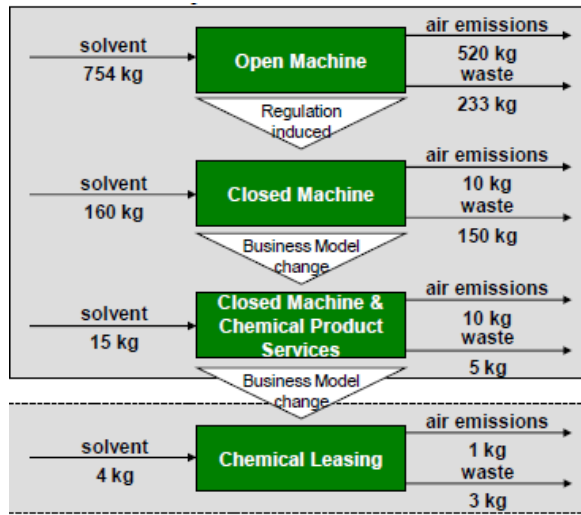 air emissions
solvent
Open Machine
520 kg
754 kg
waste
233 kg
Regulation
induced
air emissions
solvent
Closed Machine
10 kg
waste
160 kg
150 kg
Business Model
change
air emissions
solvent
Closed Machine &
Chemical Product
Services
10 kg
waste
15 kg
5 kg
Business Model
change
air emissions
solvent
Chemical Leasing
1 kg
waste
4 kg
3 kg